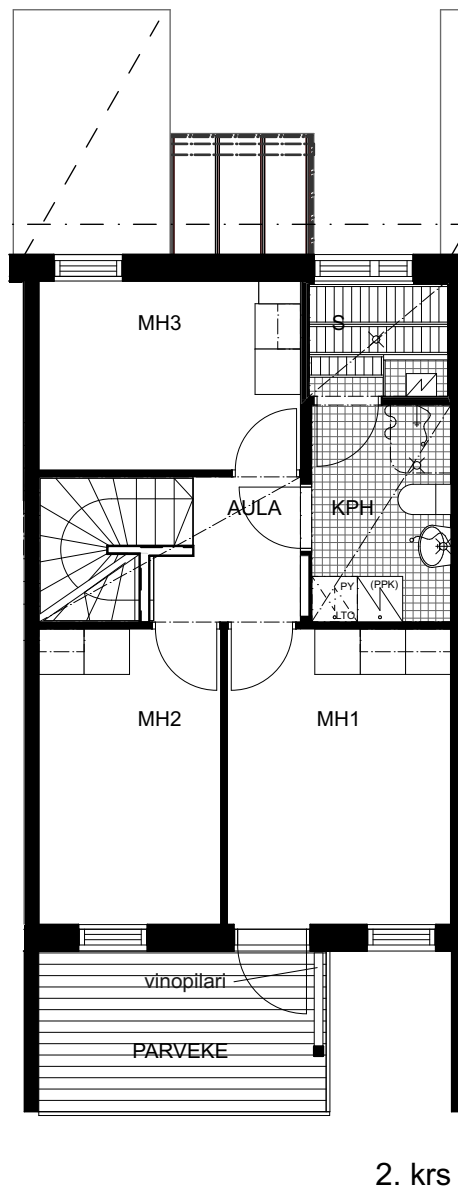 MH3
S
AULA
KPH
PY
(PPK)
LTO
MH2
MH1
vinopilari
PARVEKE
2. krs